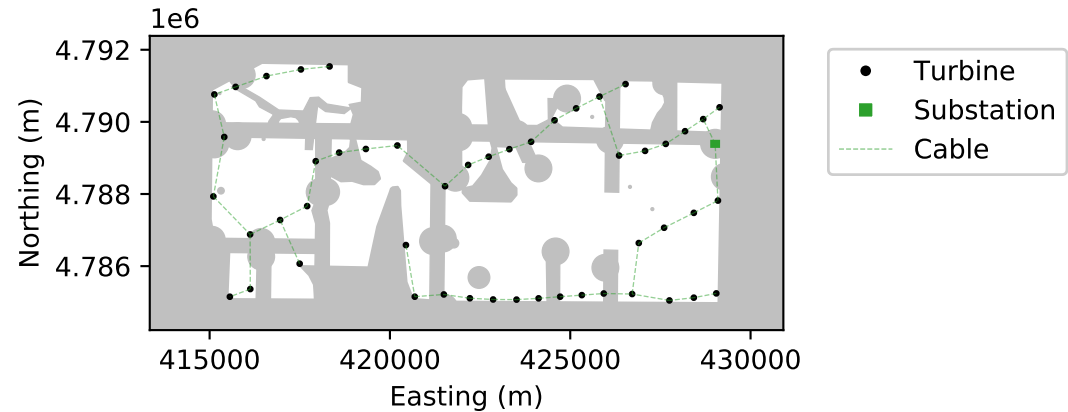 1e6
4.792
4.790
4.788
4.786
Northing (m)
415000 420000 425000 430000
Easting (m)
Turbine
Substation
Cable